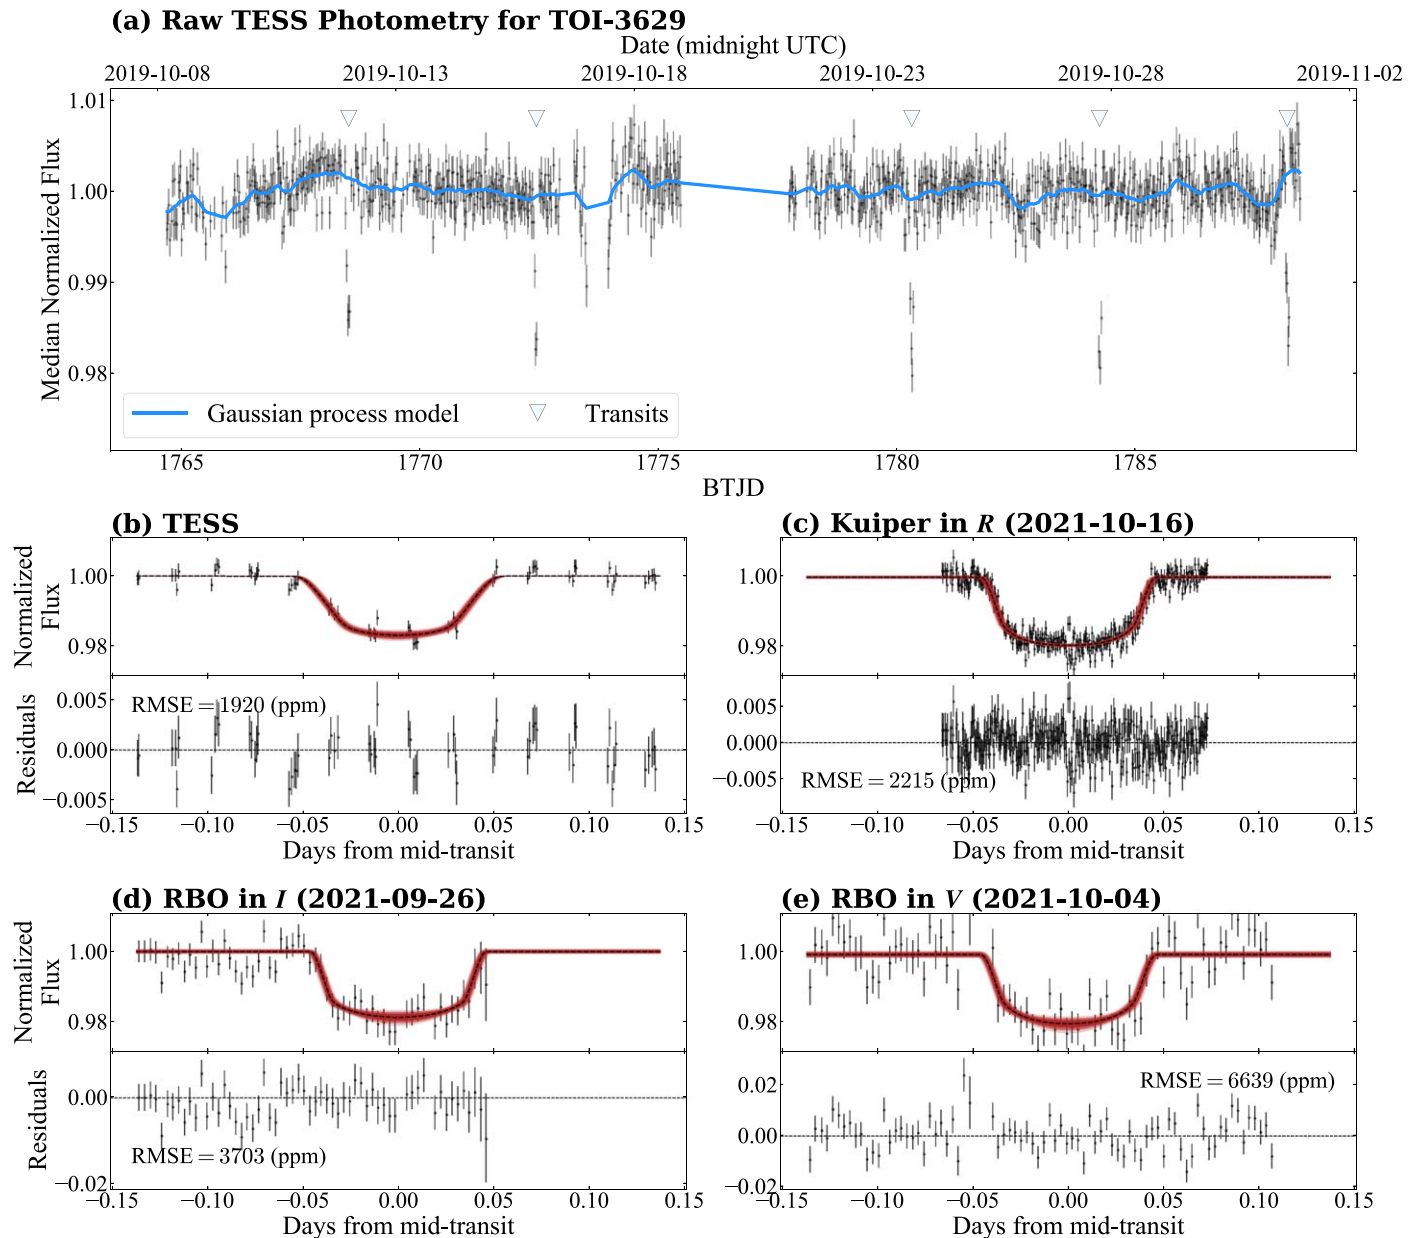 (a) Raw TESS Photometry for TOI-3629
Date (midnight UTC)
2019-10-08 2019-10-13 2019-10-18 2019-10-23 2019-10-28 2019-11-02
Median Normalized Flux
1.01
1.00
0.99
0.98
Gaussian process model Transits
1765 1770 1775 1780 1785
BTJD
(b) TESS
Normalized
Flux
1.00
0.98
Residuals
0.005
0.000
−0.005
RMSE = 1920 (ppm)
−0.15 −0.10 −0.05 0.00 0.05 0.10 0.15
Days from mid-transit
(c) Kuiper in R (2021-10-16)
1.00
0.98
0.005
0.000
−0.005
RMSE = 2215 (ppm)
−0.15 −0.10 −0.05 0.00 0.05 0.10 0.15
Days from mid-transit
(d) RBO in I (2021-09-26)
Normalized
Flux
1.00
0.98
Residuals
0.00
−0.02
RMSE = 3703 (ppm)
−0.15 −0.10 −0.05 0.00 0.05 0.10 0.15
Days from mid-transit
(e) RBO in V (2021-10-04)
1.00
0.98
0.02
0.00
−0.02
RMSE = 6639 (ppm)
−0.15 −0.10 −0.05 0.00 0.05 0.10 0.15
Days from mid-transit